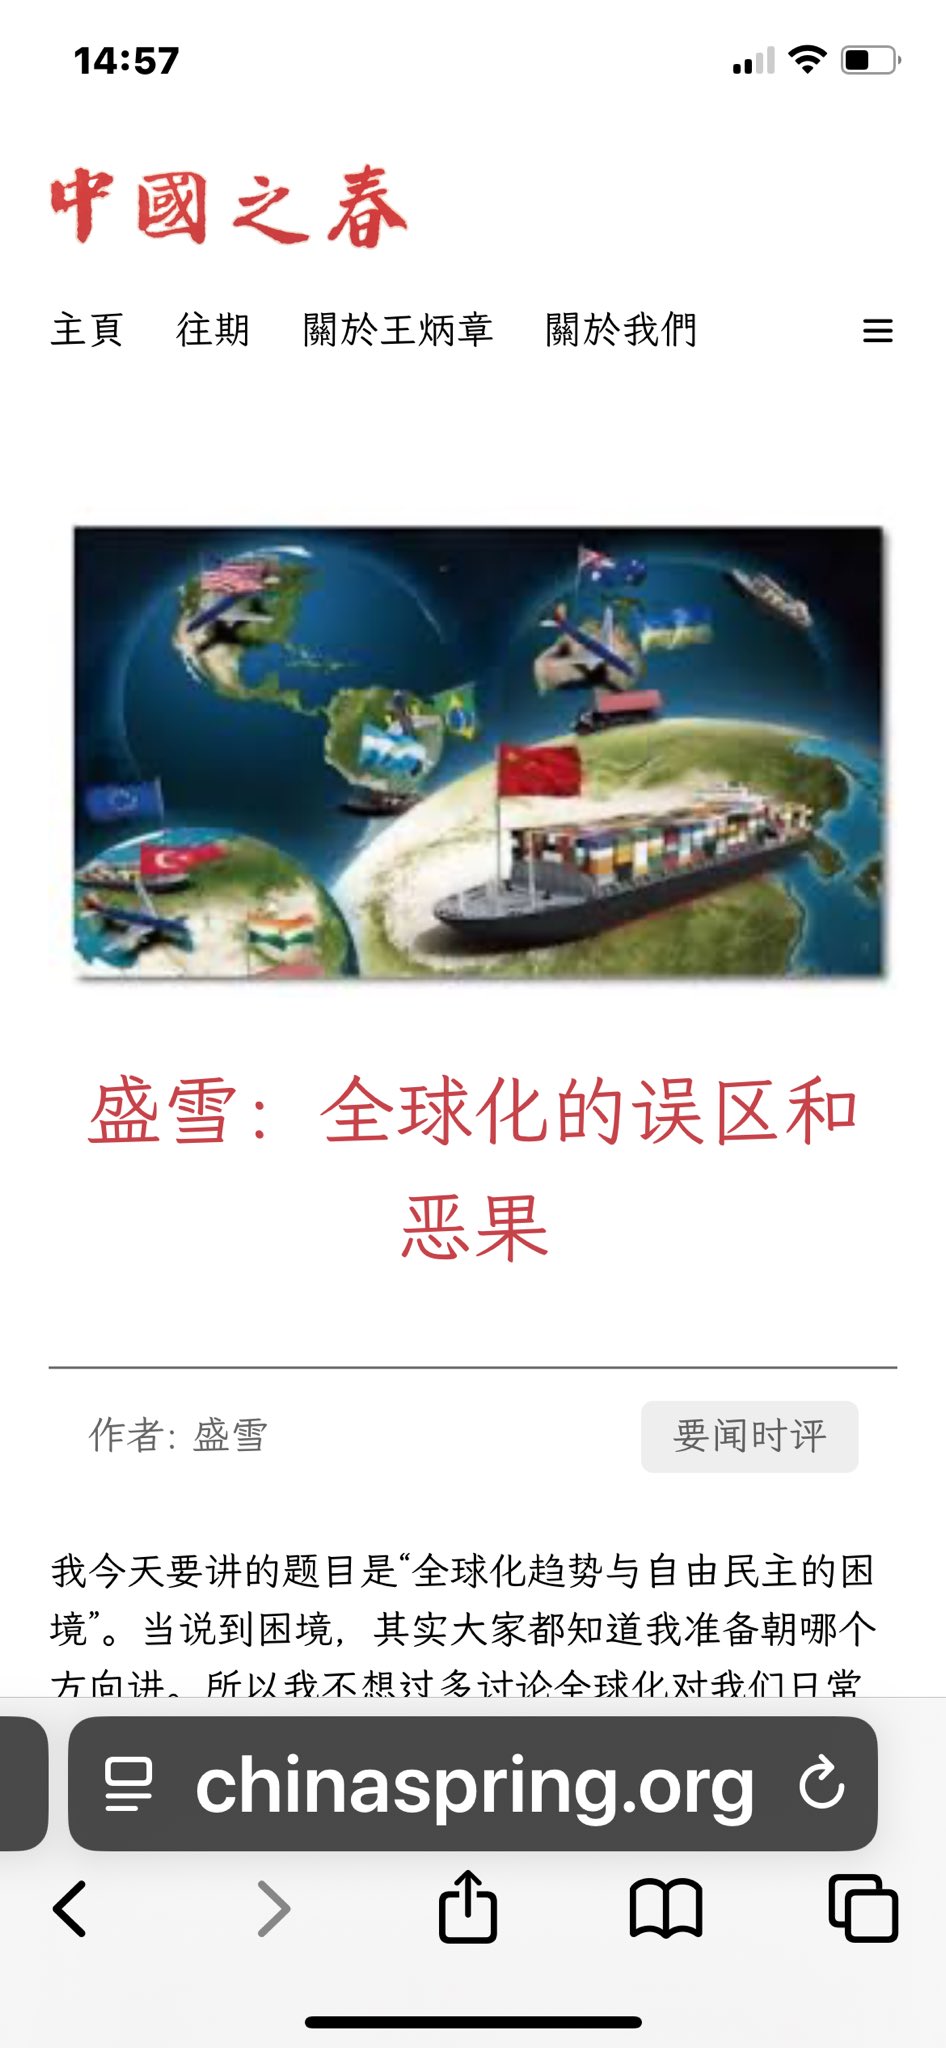 14:57
中國之春
主頁 往期 關於王炳章 關於我們
盛雪：全球化的误区和
恶果
作者: 盛雪 要闻时评
我今天要讲的题目是“全球化趋势与自由民主的困
境”。当说到困境，其实大家都知道我准备朝哪个
方向讲。所以我不想过多讨论全球化对我们日常
chinaspring.org